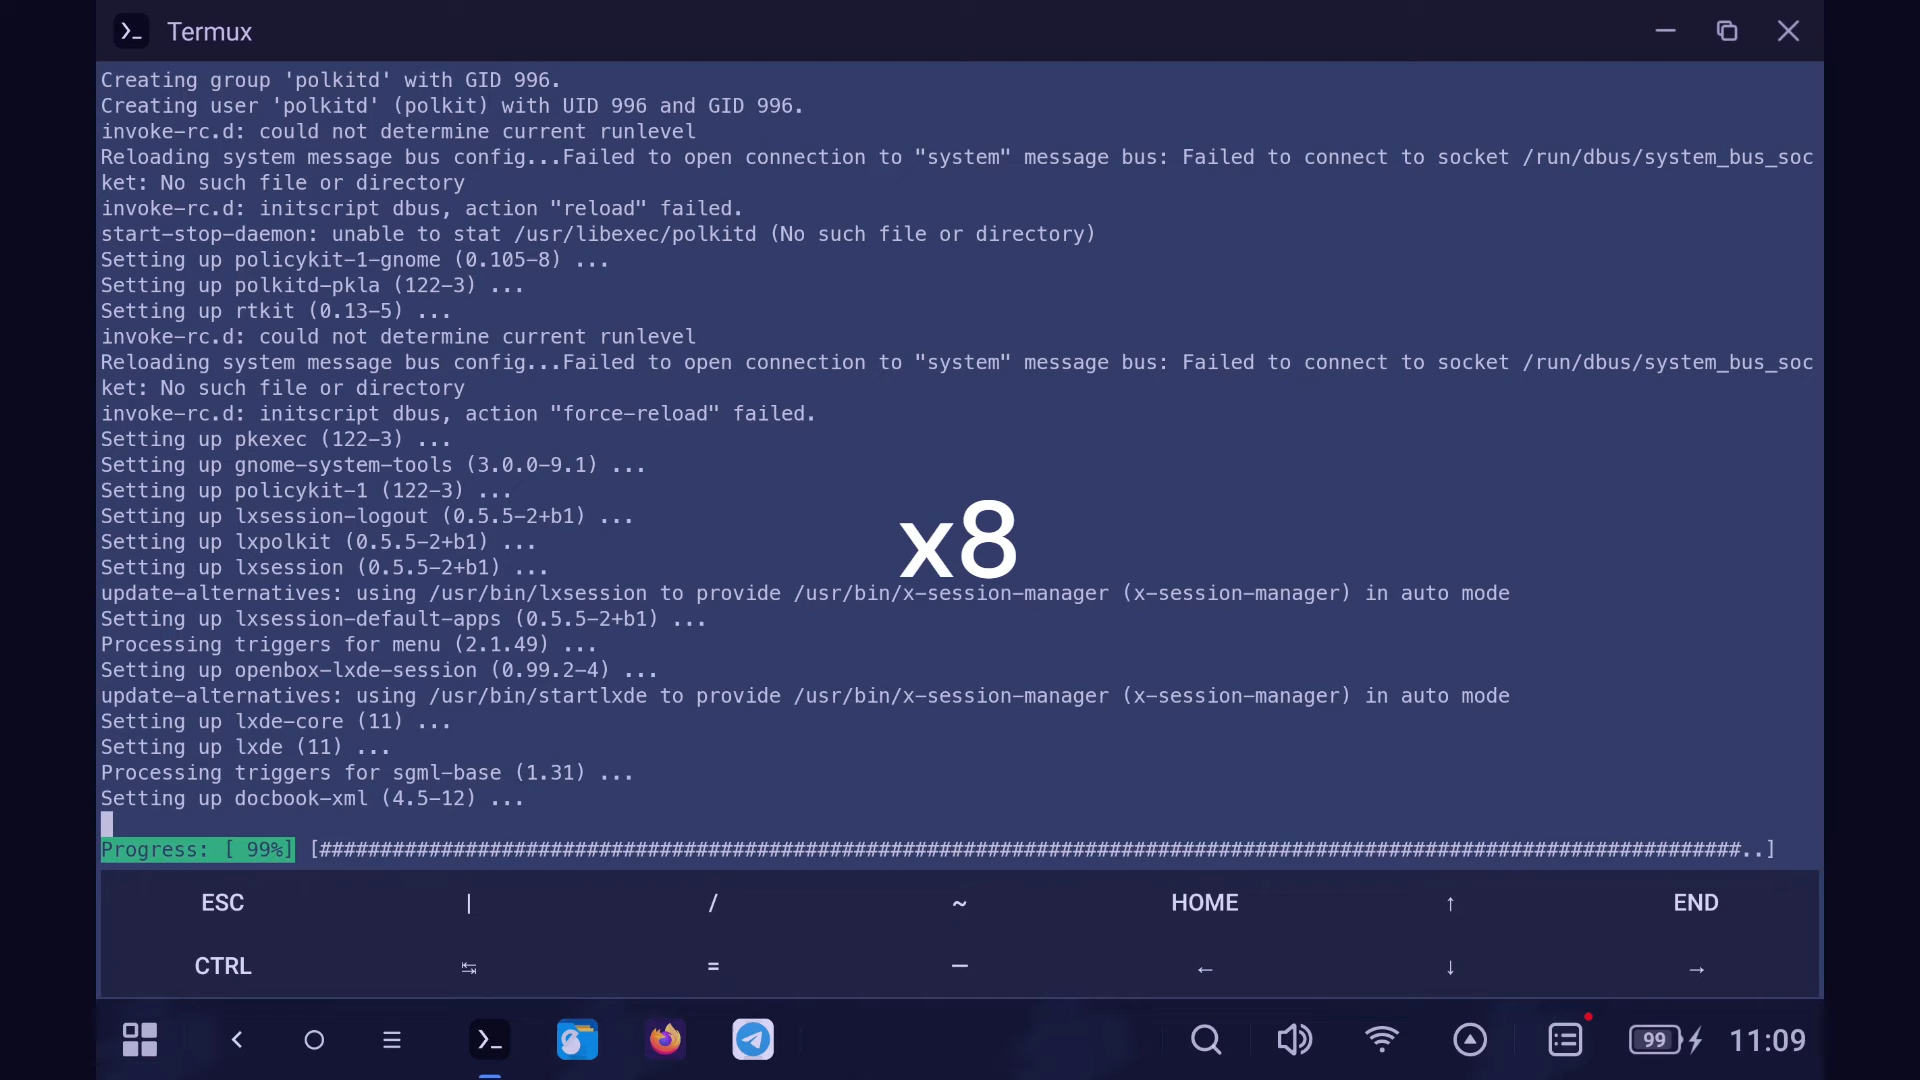 Termux
Creating group 'polkitd' with GID 996.
Creating user 'polkitd' (polkit) with UID 996 and GID 996.
invoke-rc.d: could not determine current runlevel
Reloading system message bus config...Failed to open connection to "system" message bus: Failed to connect to socket /run/dbus/system_bus_soc
ket: No such file or directory
invoke-rc.d: initscript dbus, action "reload" failed.
start-stop-daemon: unable to stat /usr/libexec/polkitd (No such file or directory)
Setting up policykit-1-gnome (0.105-8) ...
Setting up polkitd-pkla (122-3) ...
Setting up rtkit (0.13-5) ...
invoke-rc.d: could not determine current runlevel
Reloading system message bus config...Failed to open connection to "system" message bus: Failed to connect to socket /run/dbus/system_bus_soc
ket: No such file or directory
invoke-rc.d: initscript dbus, action "force-reload" failed.
Setting up pkexec (122-3) ...
Setting up gnome-system-tools (3.0.0-9.1) ...
Setting up policykit-1 (122-3) ...
Setting up lxsession-logout (0.5.5-2+b1) ...
Setting up lxpolkit (0.5.5-2+b1) ...
x8
Setting up lxsession (0.5.5-2+b1) ...
update-alternatives: using /usr/bin/lxsession to provide /usr/bin/x-session-manager (x-session-manager) in auto mode
Setting up lxsession-default-apps (0.5.5-2+b1) ...
Processing triggers for menu (2.1.49) ...
Setting up openbox-lxde-session (0.99.2-4) ...
update-alternatives: using /usr/bin/startlxde to provide /usr/bin/x-session-manager (x-session-manager) in auto mode
Setting up lxde-core (11) ...
Setting up lxde (11) ...
Processing triggers for sgml-base (1.31) ...
Setting up docbook-xml (4.5-12) ...
Progress: [ 99%] [#####################################################################################################################..]
ESC | / ~ HOME ↑ END
CTRL ↹ = — ← ↓ →
99 11:09